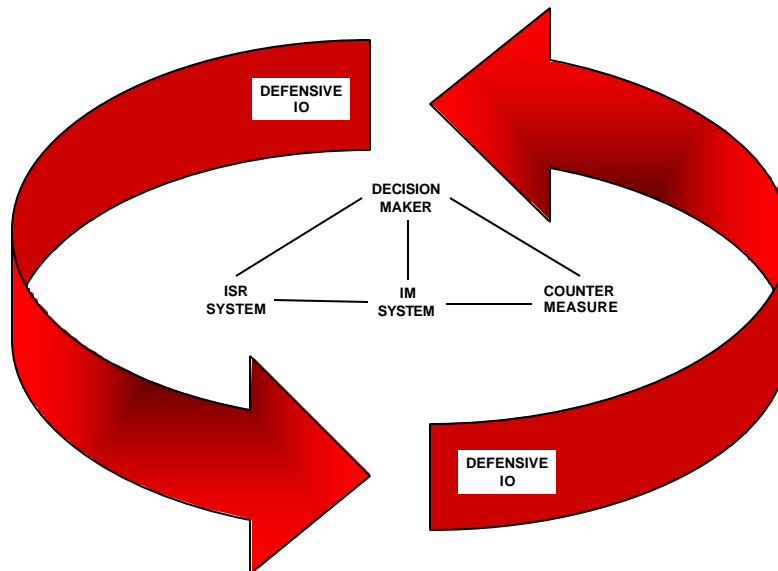 DEFENSIVE
IO
DECISION
MAKER
ISR
SYSTEM
IM
SYSTEM
COUNTER
MEASURE
DEFENSIVE
IO